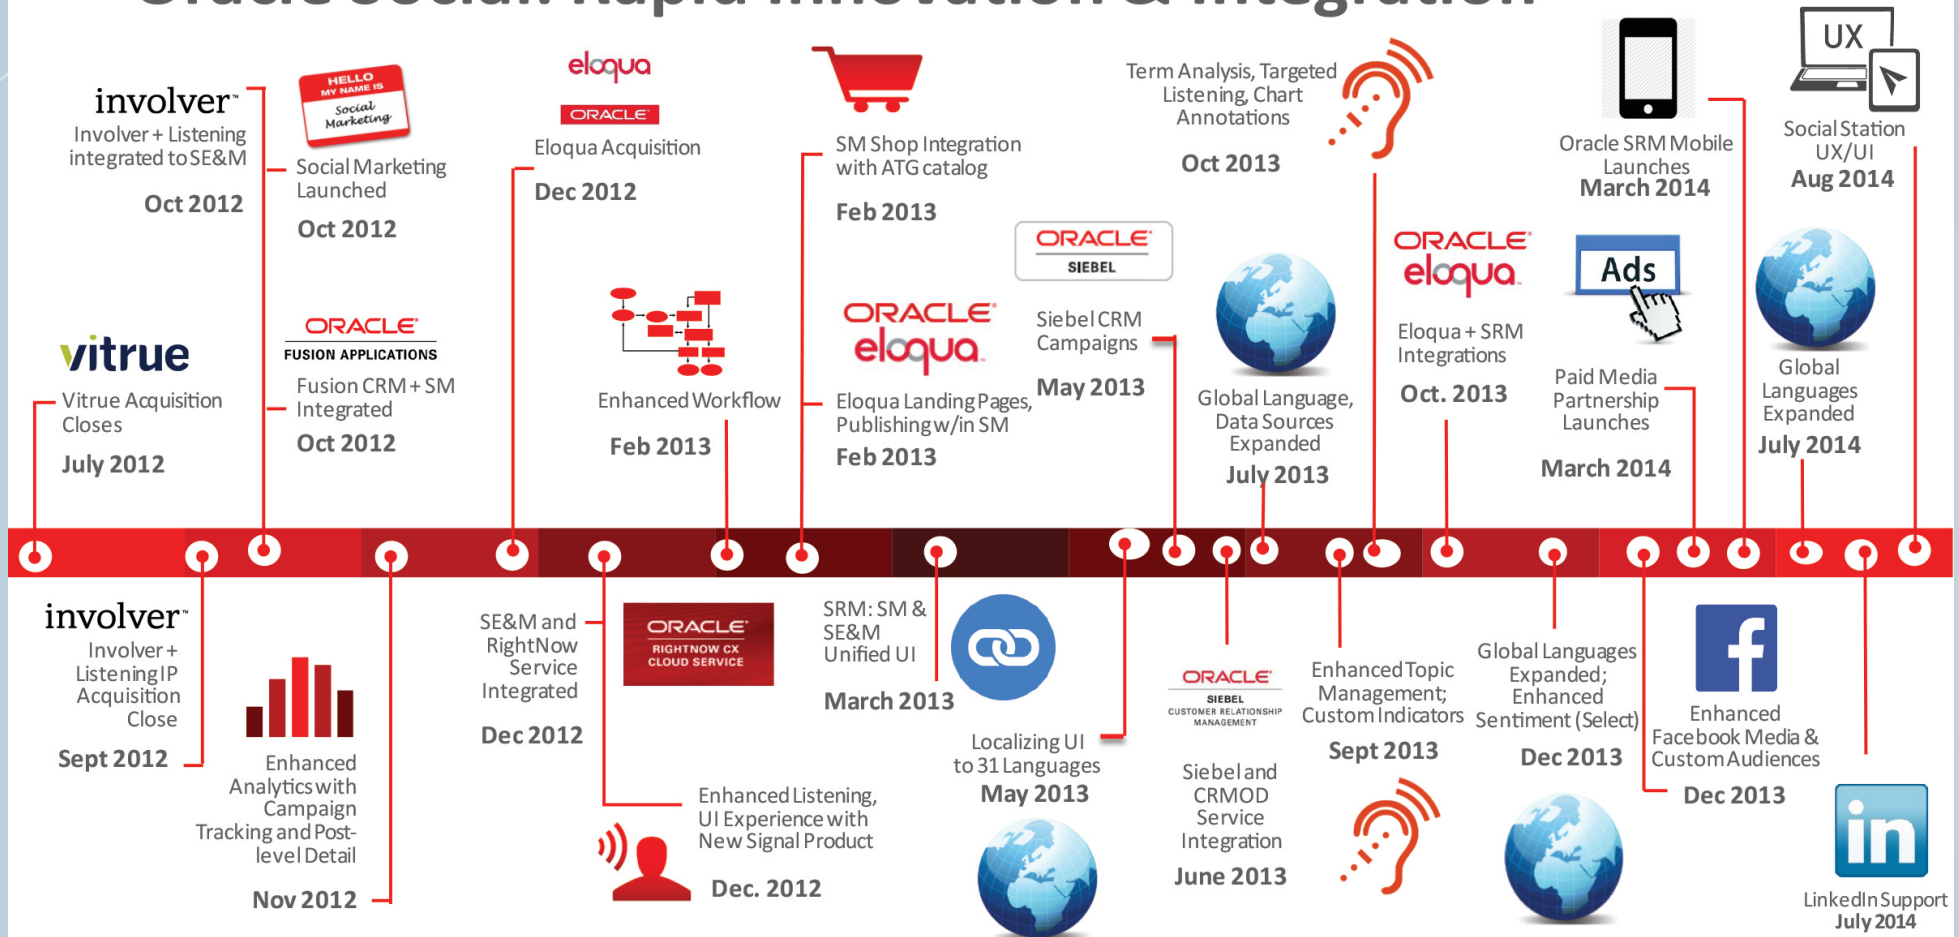 Oracle Social: Rapid Innovation & Integration
involver™
Involver + Listening
integrated to SE&M
Oct 2012
HELLO
MY NAME IS
Social
Marketing
Social Marketing
Launched
Oct 2012
eloqua
ORACLE
Eloqua Acquisition
Dec 2012
SM Shop Integration
with ATG catalog
Feb 2013
Term Analysis, Targeted
Listening, Chart
Annotations
Oct 2013
Oracle SRM Mobile
Launches
March 2014
UX
Social Station
UX/UI
Aug 2014
vitrue
Vitrue Acquisition
Closes
July 2012
ORACLE
FUSION APPLICATIONS
Fusion CRM + SM
Integrated
Oct 2012
Enhanced Workflow
Feb 2013
ORACLE
eloqua™
Eloqua Landing Pages,
Publishing w/in SM
Feb 2013
ORACLE
SIEBEL
Siebel CRM
Campaigns
May 2013
Global Language,
Data Sources
Expanded
July 2013
ORACLE
eloqua™
Eloqua + SRM
Integrations
Oct. 2013
Ads
Paid Media
Partnership
Launches
March 2014
Global
Languages
Expanded
July 2014
involver™
Involver +
Listening IP
Acquisition
Close
Sept 2012
Enhanced
Analytics with
Campaign
Tracking and Post-
level Detail
Nov 2012
SE&M and
RightNow
Service
Integrated
Dec 2012
ORACLE
RIGHTNOW CX
CLOUD SERVICE
Enhanced Listening,
UI Experience with
New Signal Product
Dec. 2012
SRM: SM &
SE&M
Unified UI
March 2013
Localizing UI
to 31 Languages
May 2013
ORACLE
SIEBEL
CUSTOMER RELATIONSHIP
MANAGEMENT
Siebel and
CRMOD
Service
Integration
June 2013
Enhanced Topic
Management;
Custom Indicators
Sept 2013
Global Languages
Expanded;
Enhanced
Sentiment (Select)
Dec 2013
f
Enhanced
Facebook Media &
Custom Audiences
Dec 2013
in
LinkedIn Support
July 2014